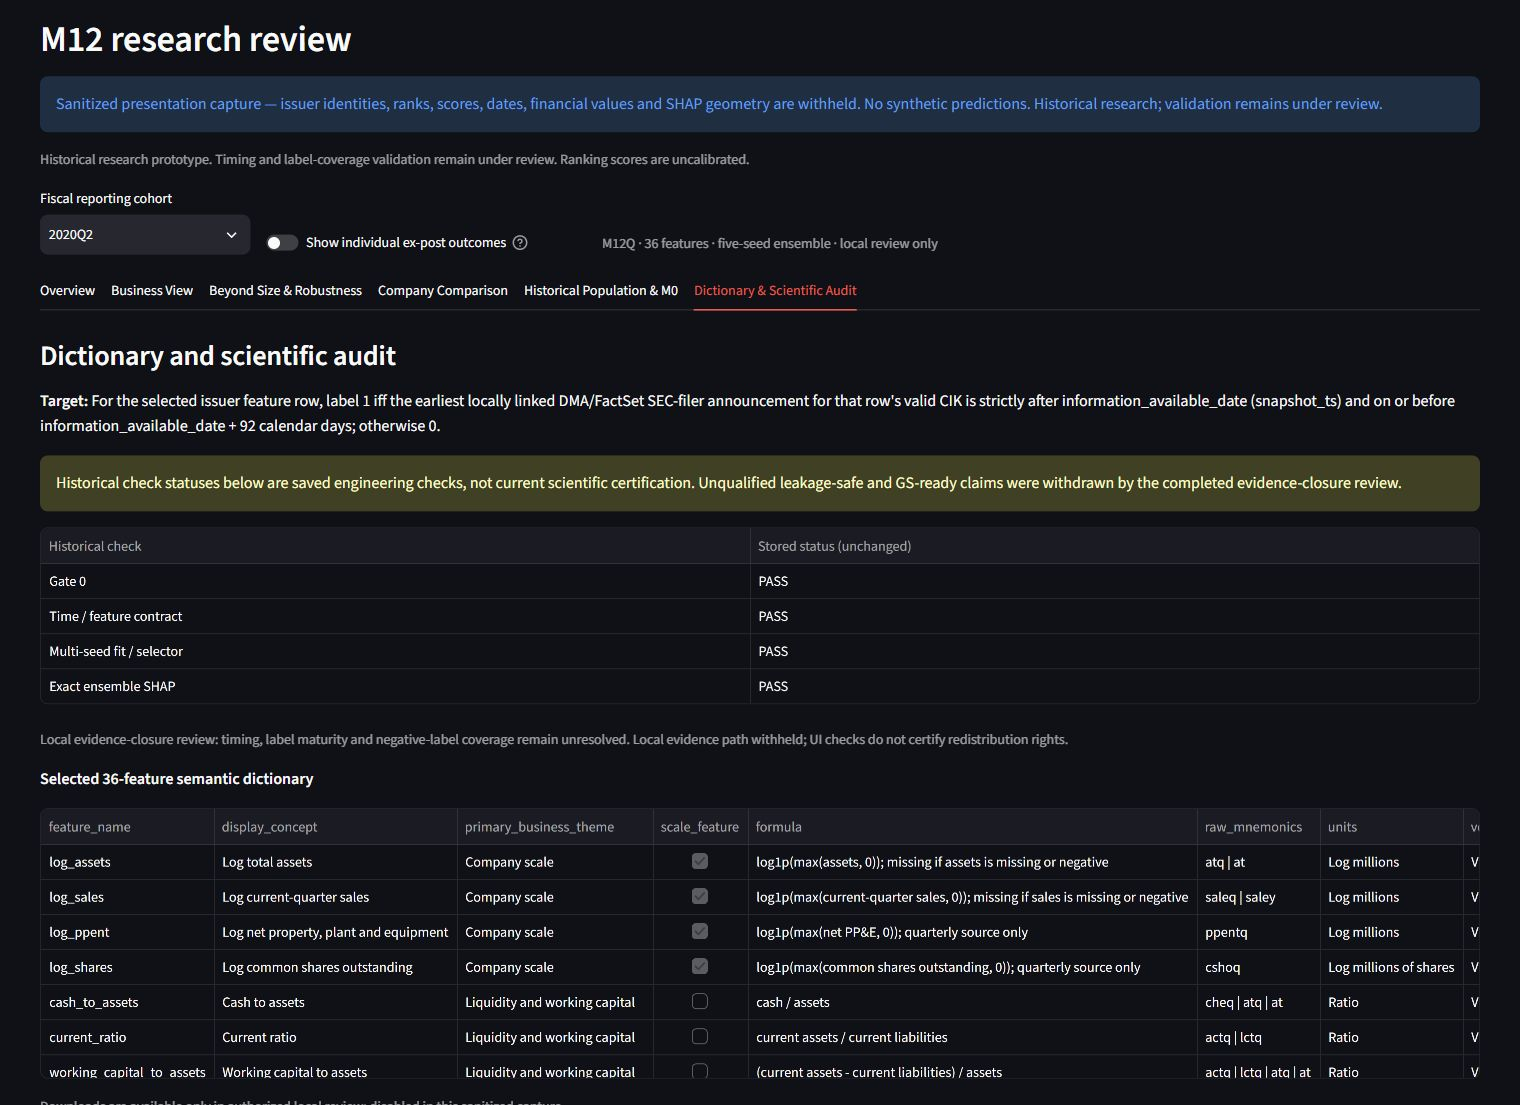 M12 research review
Sanitized presentation capture — issuer identities, ranks, scores, dates, financial values and SHAP geometry are withheld. No synthetic predictions. Historical research; validation remains under review.
Historical research prototype. Timing and label-coverage validation remain under review. Ranking scores are uncalibrated.
Fiscal reporting cohort
2020Q2
Show individual ex-post outcomes
M12Q · 36 features · five-seed ensemble · local review only
Overview Business View Beyond Size & Robustness Company Comparison Historical Population & M0 Dictionary & Scientific Audit
Dictionary and scientific audit
Target: For the selected issuer feature row, label 1 iff the earliest locally linked DMA/FactSet SEC-filer announcement for that row's valid CIK is strictly after information_available_date (snapshot_ts) and on or before
information_available_date + 92 calendar days; otherwise 0.
Historical check statuses below are saved engineering checks, not current scientific certification. Unqualified leakage-safe and GS-ready claims were withdrawn by the completed evidence-closure review.
Historical check Stored status (unchanged)
Gate 0 PASS
Time / feature contract PASS
Multi-seed fit / selector PASS
Exact ensemble SHAP PASS
Local evidence-closure review: timing, label maturity and negative-label coverage remain unresolved. Local evidence path withheld; UI checks do not certify redistribution rights.
Selected 36-feature semantic dictionary
feature_name display_concept primary_business_theme scale_feature formula raw_mnemonics units
log_assets Log total assets Company scale log1p(max(assets, 0)); missing if assets is missing or negative atq | at Log millions V
log_sales Log current-quarter sales Company scale log1p(max(current-quarter sales, 0)); missing if sales is missing or negative saleq | saley Log millions V
log_ppent Log net property, plant and equipment Company scale log1p(max(net PP&E, 0)); quarterly source only ppentq Log millions V
log_shares Log common shares outstanding Company scale log1p(max(common shares outstanding, 0)); quarterly source only cshoq Log millions of shares V
cash_to_assets Cash to assets Liquidity and working capital cash / assets cheq | atq | at Ratio V
current_ratio Current ratio Liquidity and working capital current assets / current liabilities actq | lctq Ratio V
working_capital_to_assets Working capital to assets Liquidity and working capital (current assets - current liabilities) / assets actq | lctq | atq | at Ratio V